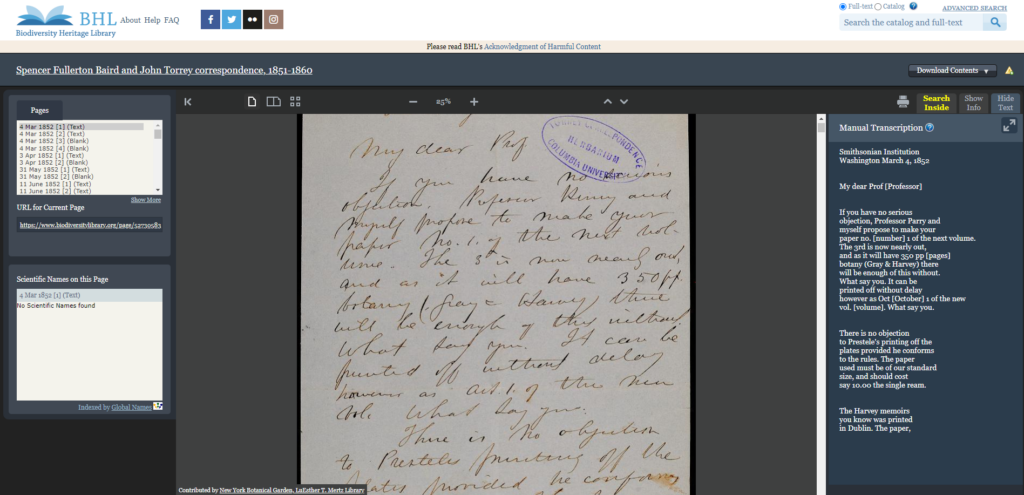 BHL
Biodiversity Heritage Library
About Help FAQ
Full-text Catalog
ADVANCED SEARCH
Search the catalog and full-text
Please read BHL's Acknowledgment of Harmful Content
Spencer Fullerton Baird and John Torrey correspondence, 1851-1860
Download Contents
Pages
4 Mar 1852 [1] (Text)
4 Mar 1852 [2] (Text)
4 Mar 1852 [3] (Blank)
4 Mar 1852 [4] (Blank)
3 Apr 1852 [1] (Text)
3 Apr 1852 [2] (Blank)
31 May 1852 [1] (Text)
31 May 1852 [2] (Blank)
11 June 1852 [1] (Text)
11 June 1852 [2] (Text)
Show More
URL for Current Page
https://www.biodiversitylibrary.org/page/52750583
Scientific Names on this Page
4 Mar 1852 [1] (Text)
No Scientific Names found
Indexed by Global Names
25%
TORREY CORRESPONDENCE
HERBARIUM
COLUMBIA UNIVERSITY
My dear Prof
If you have no serious
objection, Professor Henry and
myself propose to make your
paper No. 1. of the next vol-
ume. The 3d is now nearly out,
and as it will have 350 pp
botany (Gray & Harvey) there
will be enough of this without.
What say you. It can be
printed off without delay
however as art. 1. of the new
Vol. What say you.
There is no objection
to Prestele's printing off the
plates provided he conforms
Contributed by New York Botanical Garden, LuEsther T. Mertz Library
Search Inside
Show Info
Hide Text
Manual Transcription
Smithsonian Institution
Washington March 4, 1852
My dear Prof [Professor]
If you have no serious
objection, Professor Parry and
myself propose to make your
paper no. [number] 1 of the next volume.
The 3rd is now nearly out,
and as it will have 350 pp [pages]
botany (Gray & Harvey) there
will be enough of this without.
What say you. It can be
printed off without delay
however as Oct [October] 1 of the new
vol. [volume]. What say you.
There is no objection
to Prestele's printing off the
plates provided he conforms
to the rules. The paper
used must be of our standard
size, and should cost
say 10.00 the single ream.
The Harvey memoirs
you know was printed
in Dublin. The paper,